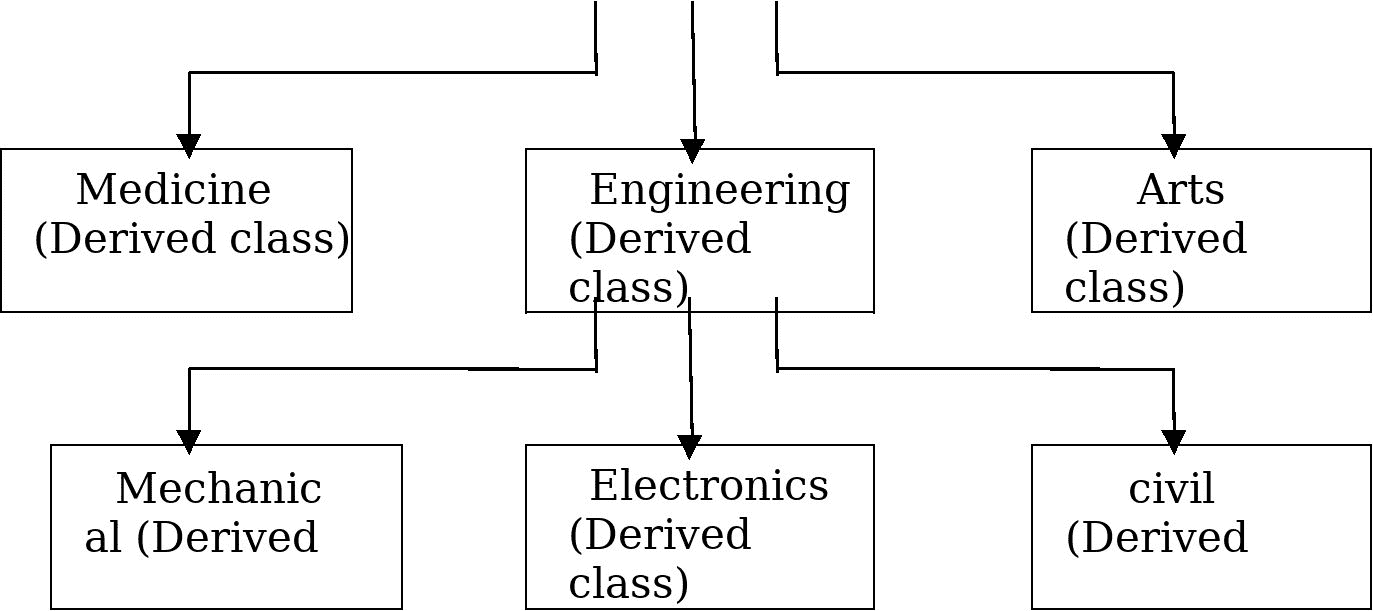 Medicine
(Derived class)
Engineering
(Derived
class)
Arts
(Derived
class)
Mechanic
al (Derived
Electronics
(Derived
class)
civil
(Derived